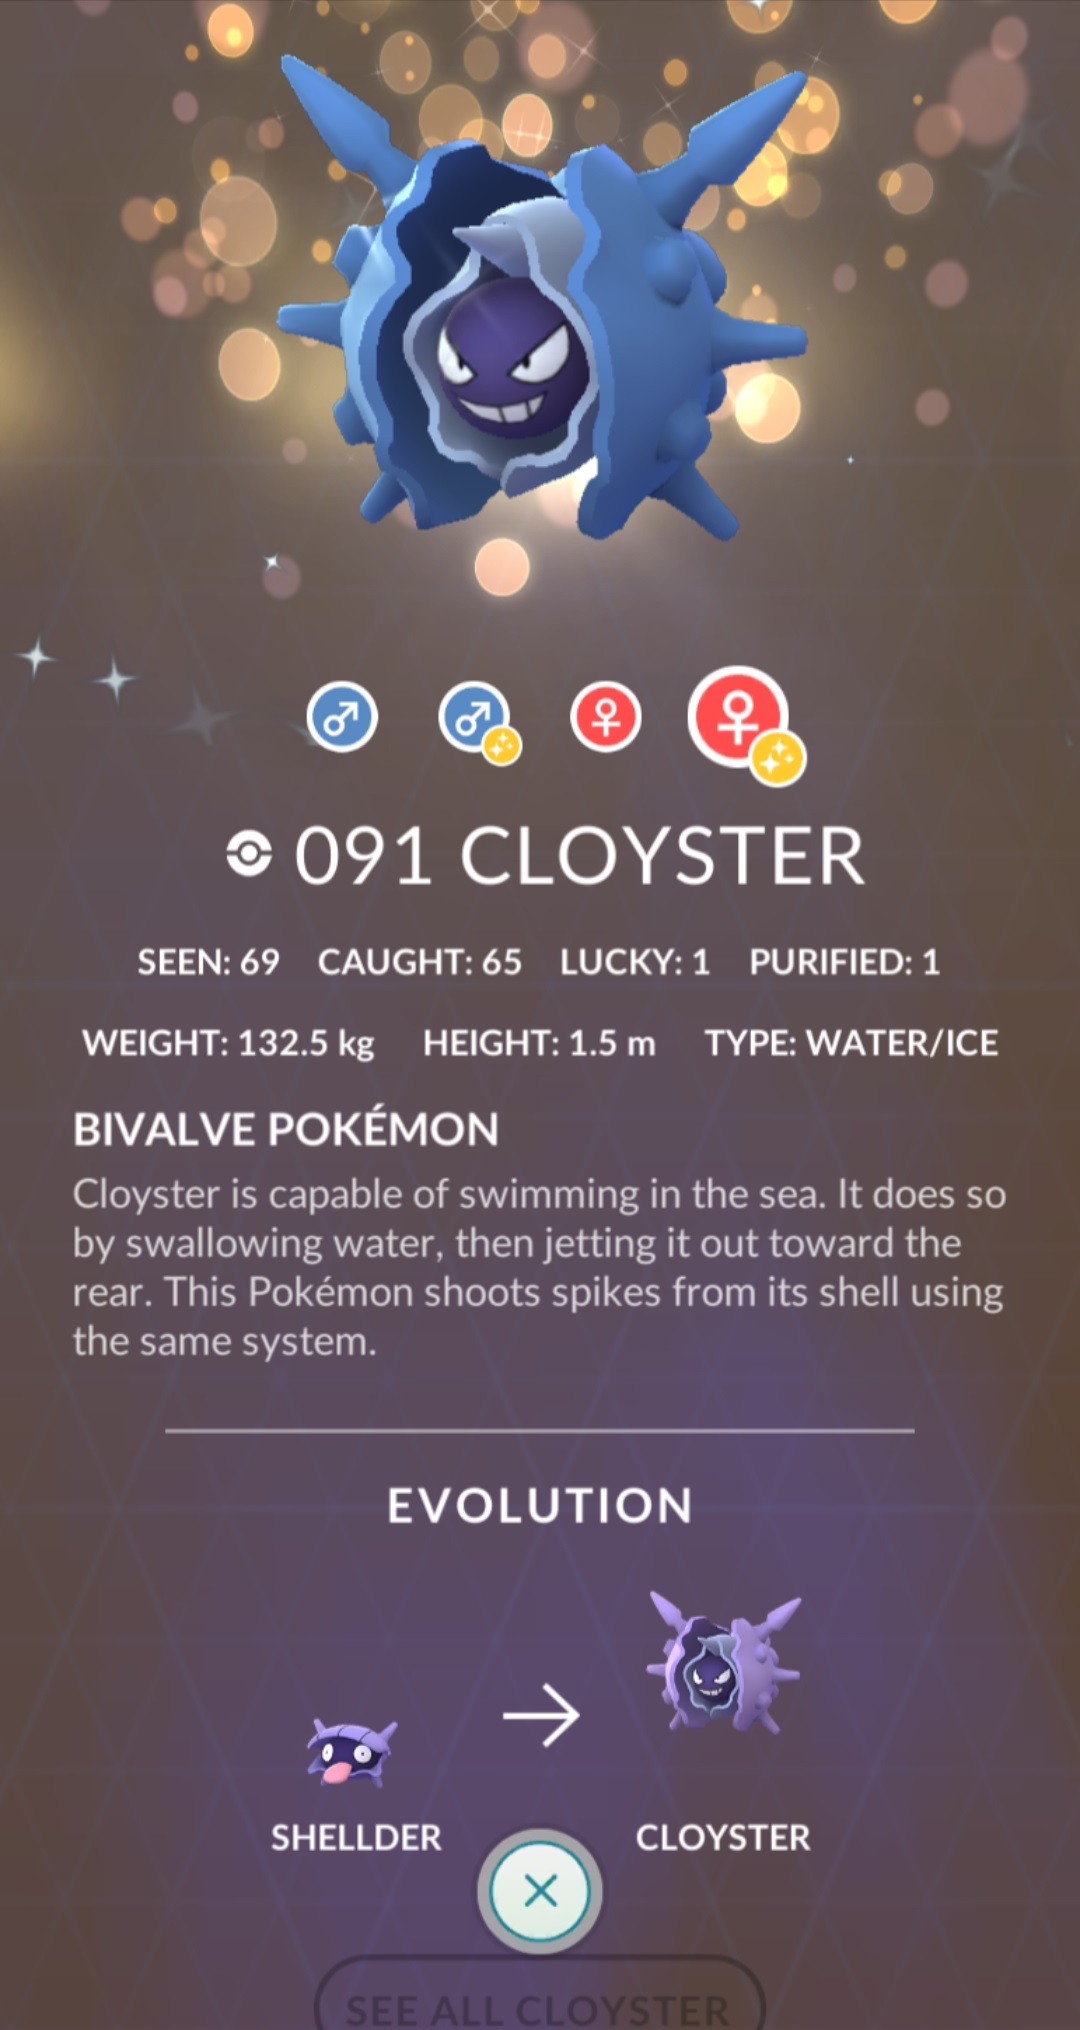 091 CLOYSTER
SEEN: 69 CAUGHT: 65 LUCKY: 1 PURIFIED: 1
WEIGHT: 132.5 kg HEIGHT: 1.5 m TYPE: WATER/ICE
BIVALVE POKÉMON
Cloyster is capable of swimming in the sea. It does so
by swallowing water, then jetting it out toward the
rear. This Pokémon shoots spikes from its shell using
the same system.
EVOLUTION
SHELLDER CLOYSTER
SEE ALL CLOYSTER